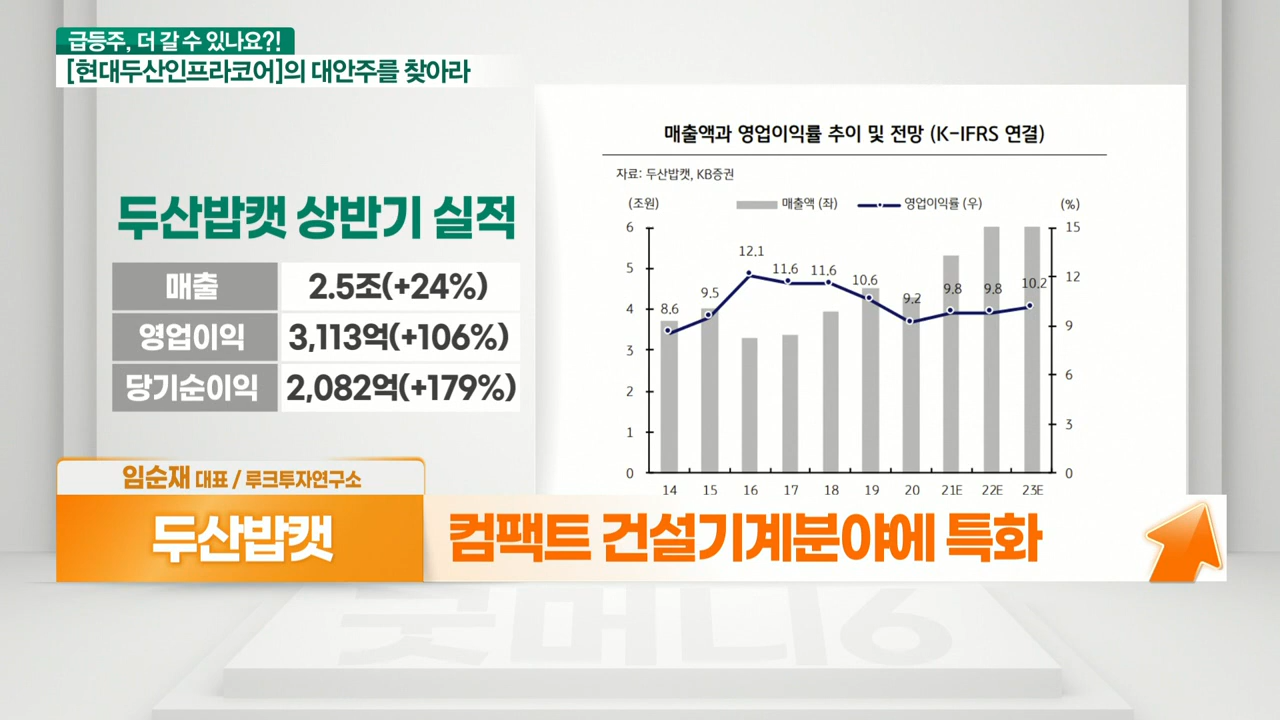 급등주, 더 갈 수 있나요?!
[현대두산인프라코어]의 대안주를 찾아라
두산밥캣 상반기 실적
매출 2.5조(+24%)
영업이익 3,113억(+106%)
당기순이익 2,082억(+179%)
매출액과 영업이익률 추이 및 전망 (K-IFRS 연결)
자료: 두산밥캣, KB증권
(조원) 매출액 (좌) 영업이익률 (우) (%)
6
5
4
3
2
1
0
15
12
9
6
3
0
8.6 9.5 12.1 11.6 11.6 10.6 9.2 9.8 9.8 10.2
14 15 16 17 18 19 20 21E 22E 23E
임순재 대표 / 루크투자연구소
두산밥캣
컴팩트 건설기계분야에 특화
굿머니6